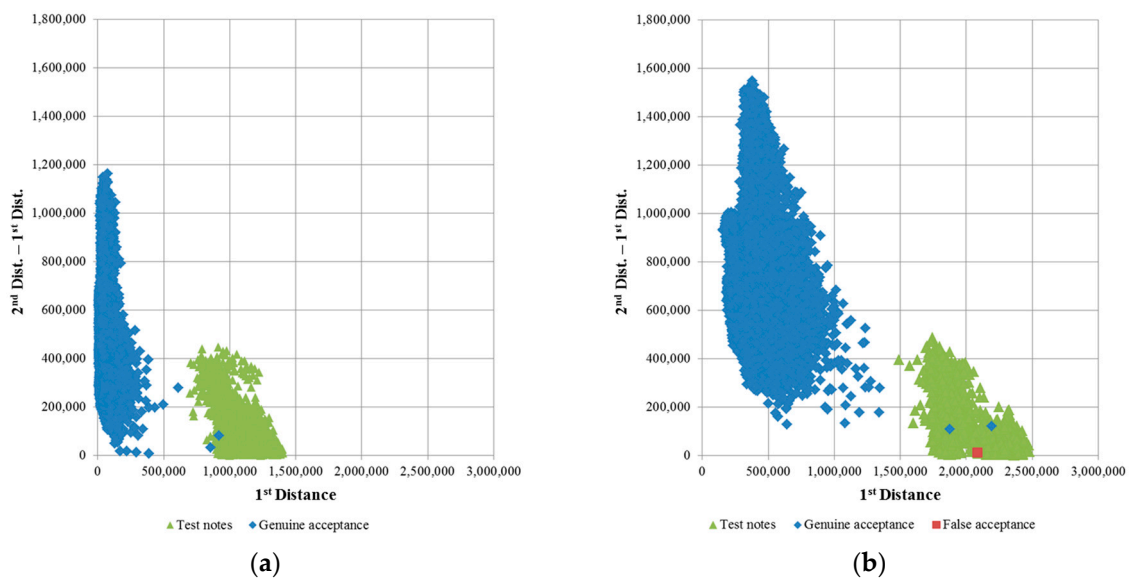 1,800,000
1,600,000
1,400,000
1,200,000
1,000,000
800,000
600,000
400,000
200,000
0
2nd Dist. – 1st Dist.
0 500,000 1,000,000 1,500,000 2,000,000 2,500,000 3,000,000
1st Distance
Test notes Genuine acceptance
(a)
1,800,000
1,600,000
1,400,000
1,200,000
1,000,000
800,000
600,000
400,000
200,000
0
2nd Dist. – 1st Dist.
0 500,000 1,000,000 1,500,000 2,000,000 2,500,000 3,000,000
1st Distance
Test notes Genuine acceptance False acceptance
(b)